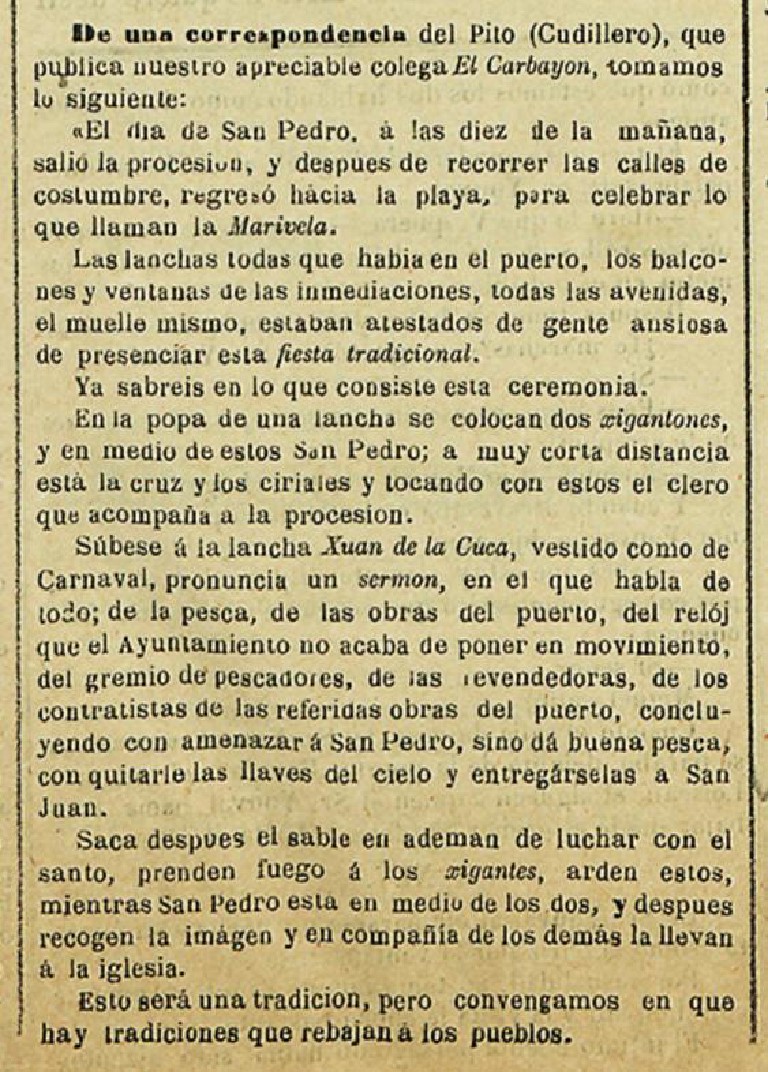 De una correspondencia del Pito (Cudillero), que
publica nuestro apreciable colega El Carbayon, tomamos
lo siguiente:
«El dia de San Pedro, á las diez de la mañana,
salió la procesion, y despues de recorrer las calles de
costumbre, regresó hácia la playa, para celebrar lo
que llaman la Marivela.
Las lanchas todas que habia en el puerto, los balco-
nes y ventanas de las inmediaciones, todas las avenidas,
el muelle mismo, estaban atestados de gente ansiosa
de presenciar esta fiesta tradicional.
Ya sabreis en lo que consiste esta ceremonia.
En la popa de una lancha se colocan dos xigantones,
y en medio de estos San Pedro; a muy corta distancia
está la cruz y los ciriales y tocando con estos el clero
que acompaña a la procesion.
Súbese á la lancha Xuan de la Cuca, vestido como de
Carnaval, pronuncia un sermon, en el que habla de
todo; de la pesca, de las obras del puerto, del relój
que el Ayuntamiento no acaba de poner en movimiento,
del gremio de pescadores, de las revendedoras, de los
contratistas de las referidas obras del puerto, conclu-
yendo con amenazar á San Pedro, sino dá buena pesca,
con quitarle las llaves del cielo y entregárselas a San
Juan.
Saca despues el sable en ademan de luchar con el
santo, prenden fuego á los xigantes, arden estos,
mientras San Pedro esta en medio de los dos, y despues
recogen la imágen y en compañía de los demás la llevan
á la iglesia.
Esto será una tradicion, pero convengamos en que
hay tradiciones que rebajan á los pueblos.